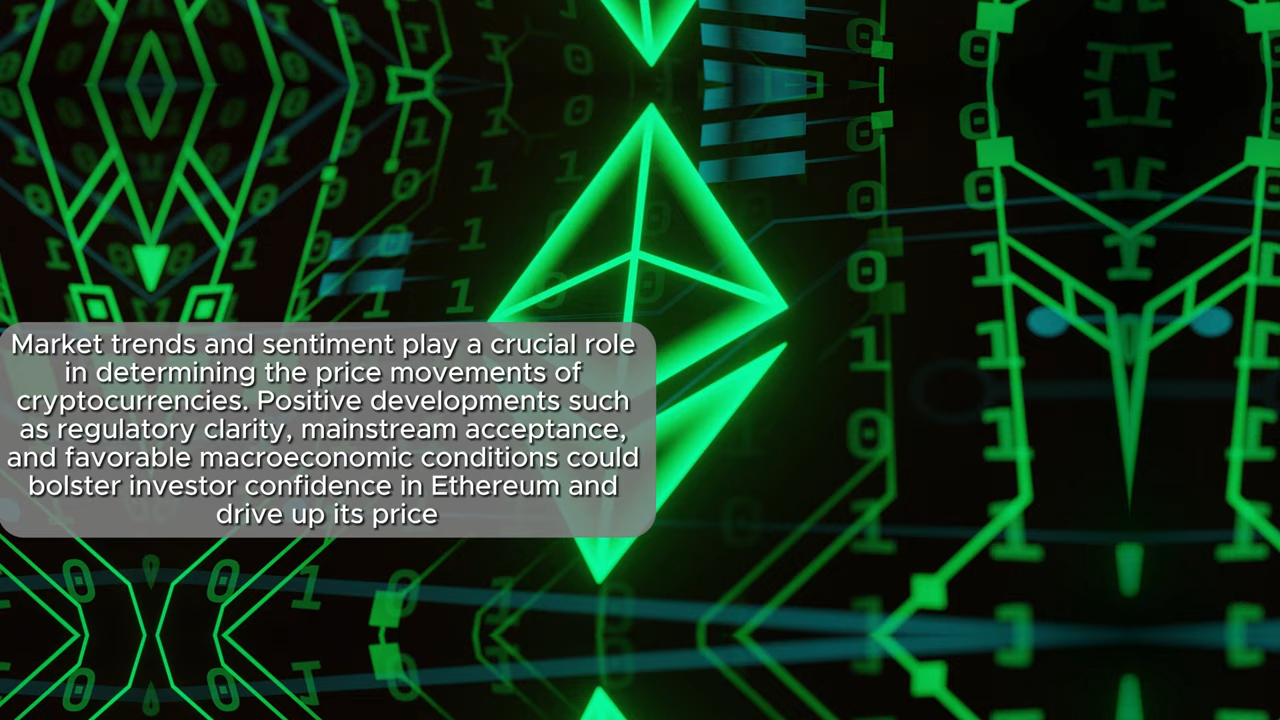 Market trends and sentiment play a crucial role
in determining the price movements of
cryptocurrencies. Positive developments such
as regulatory clarity, mainstream acceptance,
and favorable macroeconomic conditions could
bolster investor confidence in Ethereum and
drive up its price